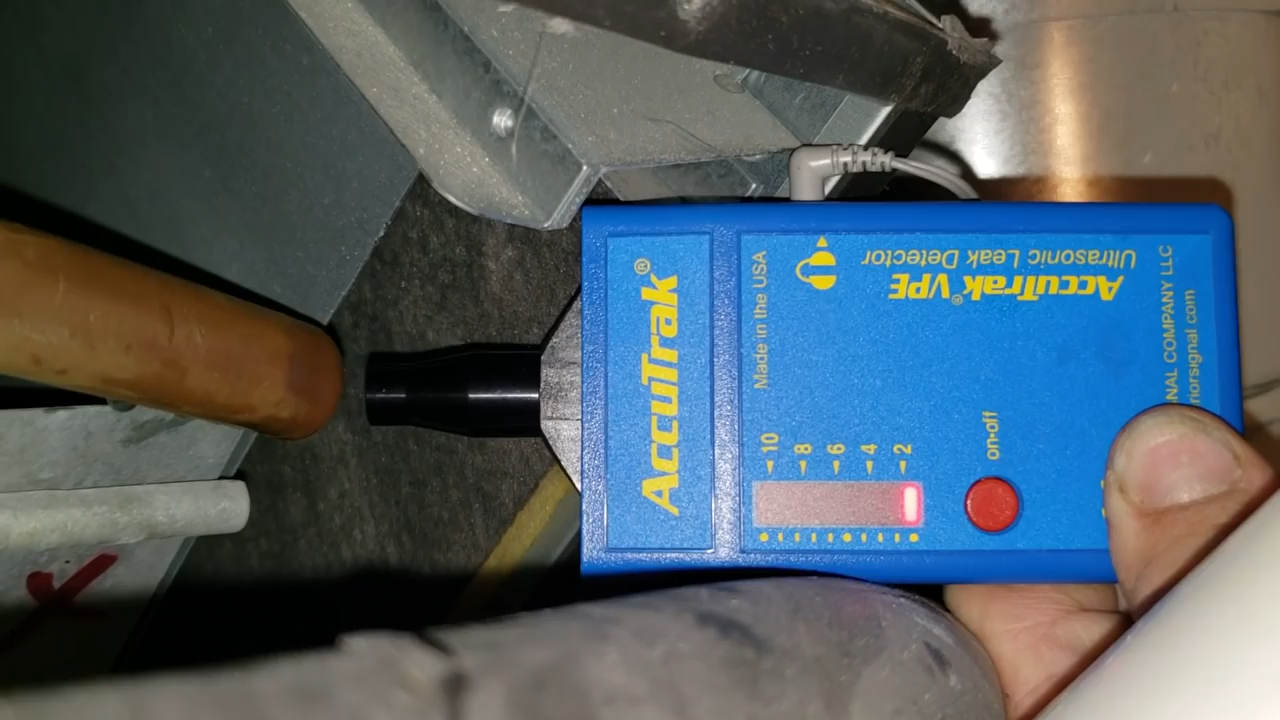 AccuTrak®
Made in the USA
AccuTrak® VPE
Ultrasonic Leak Detector
10
8
6
4
2
on•off
NAL COMPANY LLC
riorsignal.com